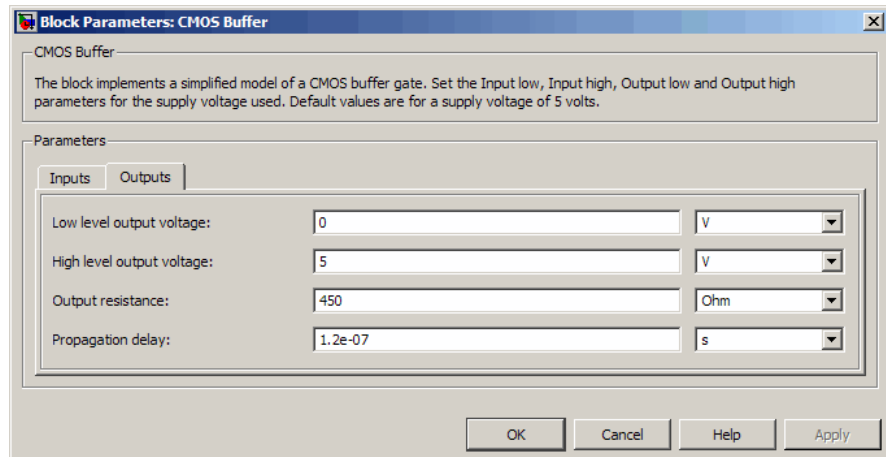 Block Parameters: CMOS Buffer
CMOS Buffer
The block implements a simplified model of a CMOS buffer gate. Set the Input low, Input high, Output low and Output high
parameters for the supply voltage used. Default values are for a supply voltage of 5 volts.
Parameters
Inputs Outputs
Low level output voltage: 0 V
High level output voltage: 5 V
Output resistance: 450 Ohm
Propagation delay: 1.2e-07 s
OK Cancel Help Apply